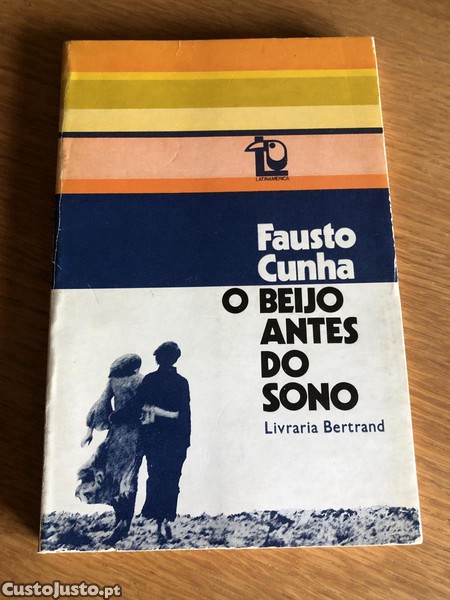 LATINAMERICA
Fausto
Cunha
O BEIJO
ANTES
DO
SONO
Livraria Bertrand
CustoJusto.pt